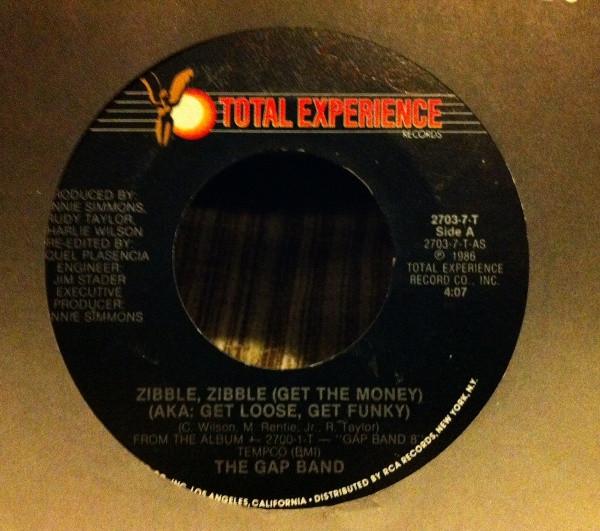 TOTAL EXPERIENCE
RECORDS
RODUCED BY:
NNIE SIMMONS,
RUDY TAYLOR,
HARLIE WILSON
RE-EDITED BY:
QUEL PLASENCIA
ENGINEER:
JIM STADER
EXECUTIVE
PRODUCER:
NNIE SIMMONS
2703-7-T
Side A
2703-7-T-AS
℗ 1986
TOTAL EXPERIENCE
RECORD CO., INC.
4:07
ZIBBLE, ZIBBLE (GET THE MONEY)
(AKA: GET LOOSE, GET FUNKY)
(C. Wilson, M. Rentie, Jr., R. Taylor)
FROM THE ALBUM 2700-1-T — "GAP BAND 8"
TEMPCO (BMI)
THE GAP BAND
CO., INC. LOS ANGELES, CALIFORNIA • DISTRIBUTED BY RCA RECORDS, NEW YORK, N.Y.